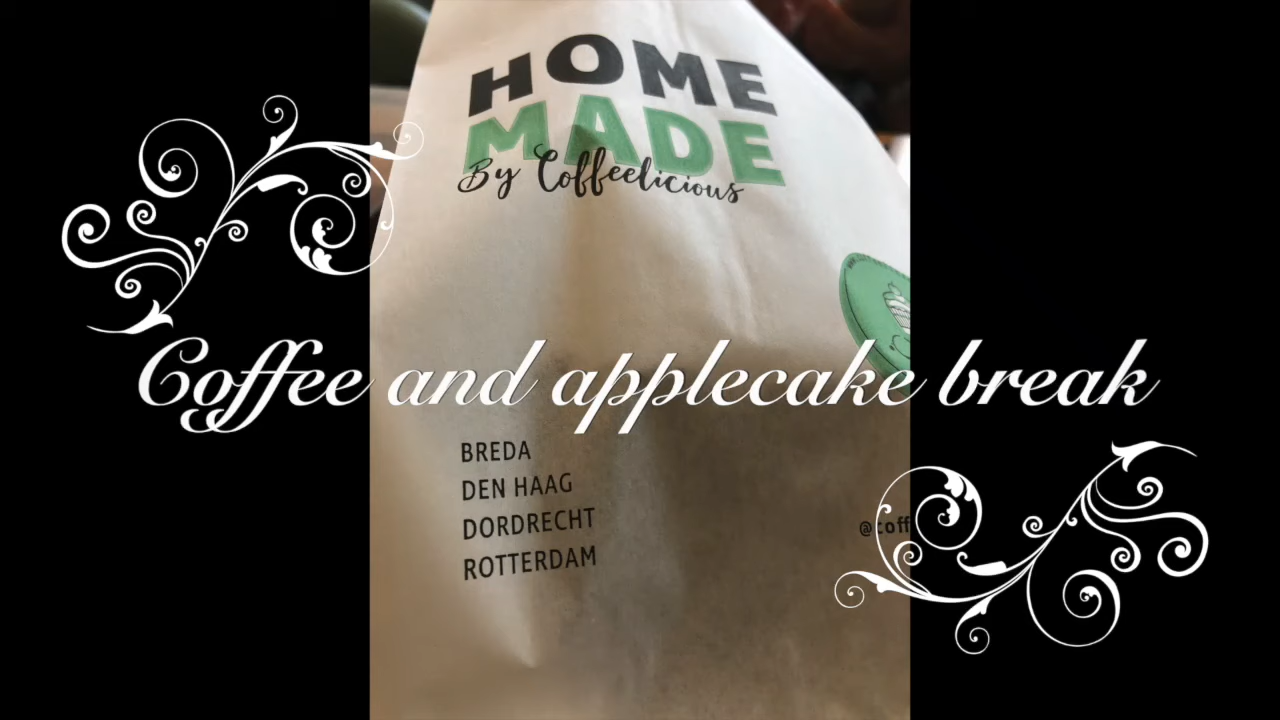 HOME
MADE
By Coffeelicious
Coffee and applecake break
BREDA
DEN HAAG
DORDRECHT
ROTTERDAM